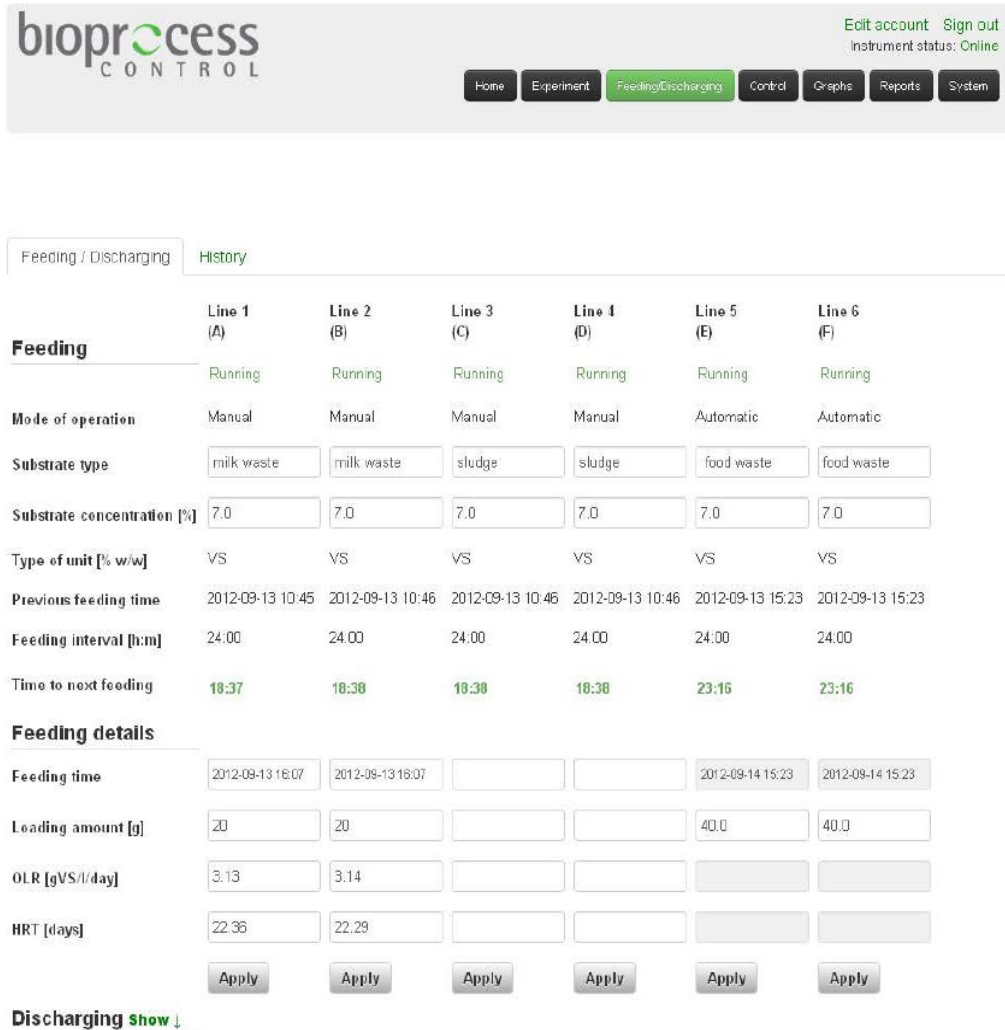 bioprocess
CONTROL
Edit account Sign out
Instrument status: Online
Home Experiment Feeding/Discharging Control Graphs Reports System
Feeding / Discharging History
Line 1 Line 2 Line 3 Line 4 Line 5 Line 6
(A) (B) (C) (D) (E) (F)
Feeding
Running Running Running Running Running Running
Mode of operation Manual Manual Manual Manual Automatic Automatic
Substrate type milk waste milk waste sludge sludge food waste food waste
Substrate concentration [%] 7.0 7.0 7.0 7.0 7.0 7.0
Type of unit [% w/w] VS VS VS VS VS VS
Previous feeding time 2012-09-13 10:45 2012-09-13 10:46 2012-09-13 10:46 2012-09-13 10:46 2012-09-13 15:23 2012-09-13 15:23
Feeding interval [h:m] 24:00 24:00 24:00 24:00 24:00 24:00
Time to next feeding 18:37 18:38 18:38 18:38 23:16 23:16
Feeding details
Feeding time 2012-09-13 16:07 2012-09-13 16:07 2012-09-14 15:23 2012-09-14 15:23
Loading amount [g] 20 20 40.0 40.0
OLR [gVS/l/day] 3.13 3.14
HRT [days] 22.36 22.29
Apply Apply Apply Apply Apply Apply
Discharging Show ↓